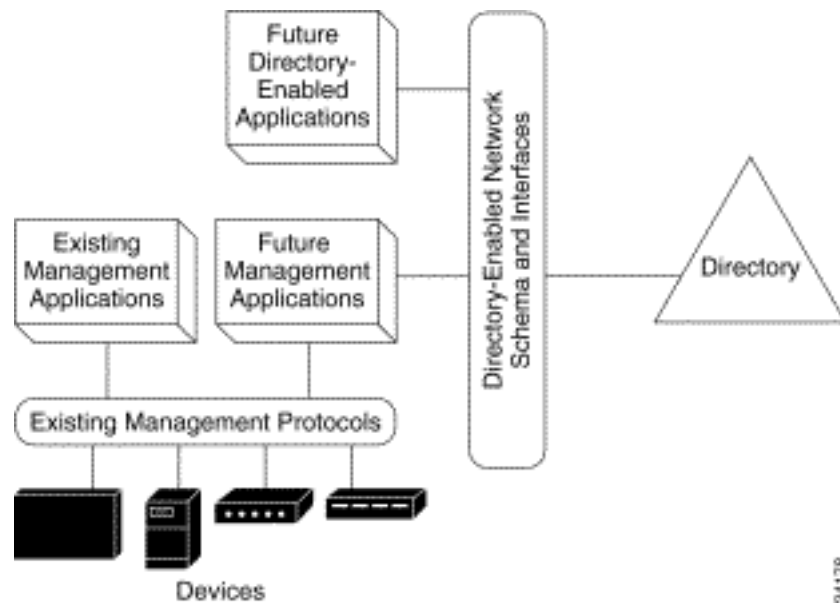 Future
Directory-
Enabled
Applications
Directory-Enabled Network
Schema and Interfaces
Existing
Management
Applications
Future
Management
Applications
Directory
Existing Management Protocols
Devices